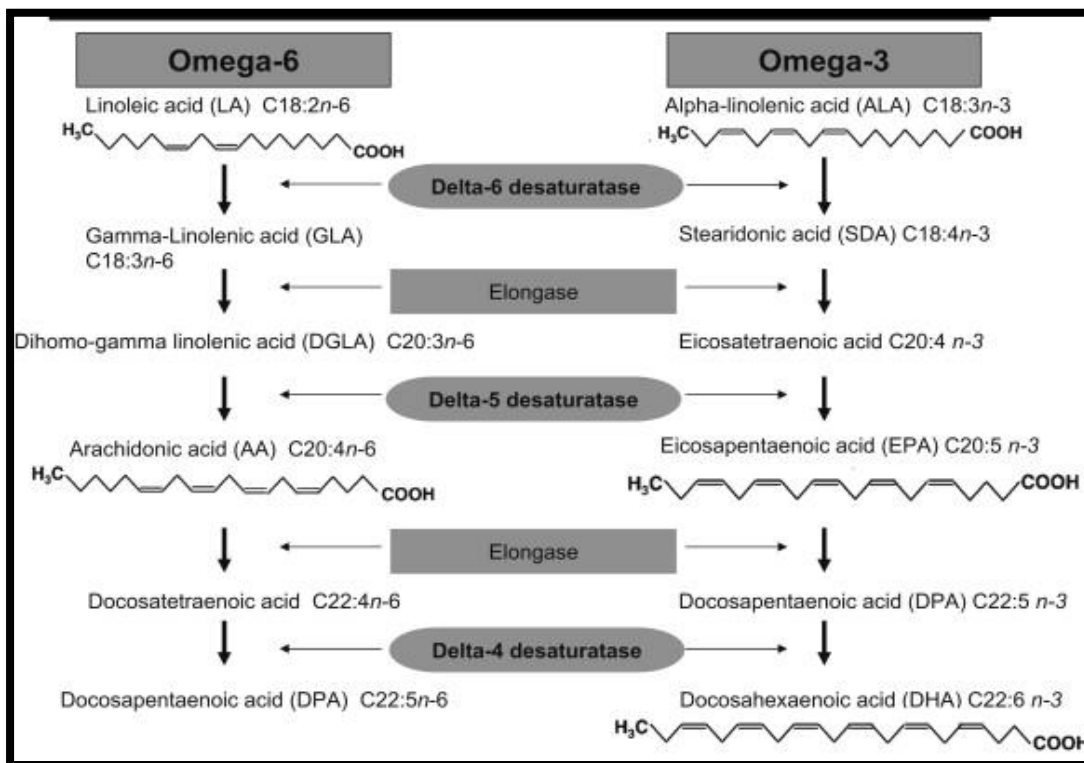 Omega-6
Omega-3
Linoleic acid (LA) C18:2n-6
Alpha-linolenic acid (ALA) C18:3n-3
H₃C
COOH
H₃C
COOH
Delta-6 desaturatase
Gamma-Linolenic acid (GLA)
C18:3n-6
Stearidonic acid (SDA) C18:4n-3
Elongase
Dihomo-gamma linolenic acid (DGLA) C20:3n-6
Eicosatetraenoic acid C20:4 n-3
Delta-5 desaturatase
Arachidonic acid (AA) C20:4n-6
Eicosapentaenoic acid (EPA) C20:5 n-3
H₃C
COOH
H₃C
COOH
Elongase
Docosatetraenoic acid C22:4n-6
Docosapentaenoic acid (DPA) C22:5 n-3
Delta-4 desaturatase
Docosapentaenoic acid (DPA) C22:5n-6
Docosahexaenoic acid (DHA) C22:6 n-3
H₃C
COOH